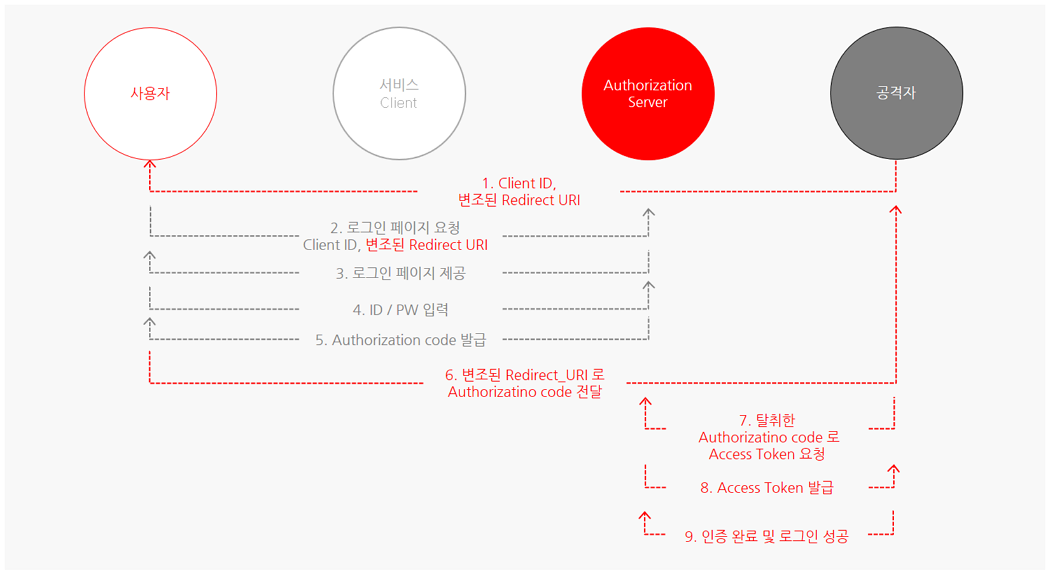 사용자
서비스
Client
Authorization
Server
공격자
1. Client ID,
변조된 Redirect URI
2. 로그인 페이지 요청
Client ID, 변조된 Redirect URI
3. 로그인 페이지 제공
4. ID / PW 입력
5. Authorization code 발급
6. 변조된 Redirect_URI 로
Authorizatino code 전달
7. 탈취한
Authorizatino code 로
Access Token 요청
8. Access Token 발급
9. 인증 완료 및 로그인 성공